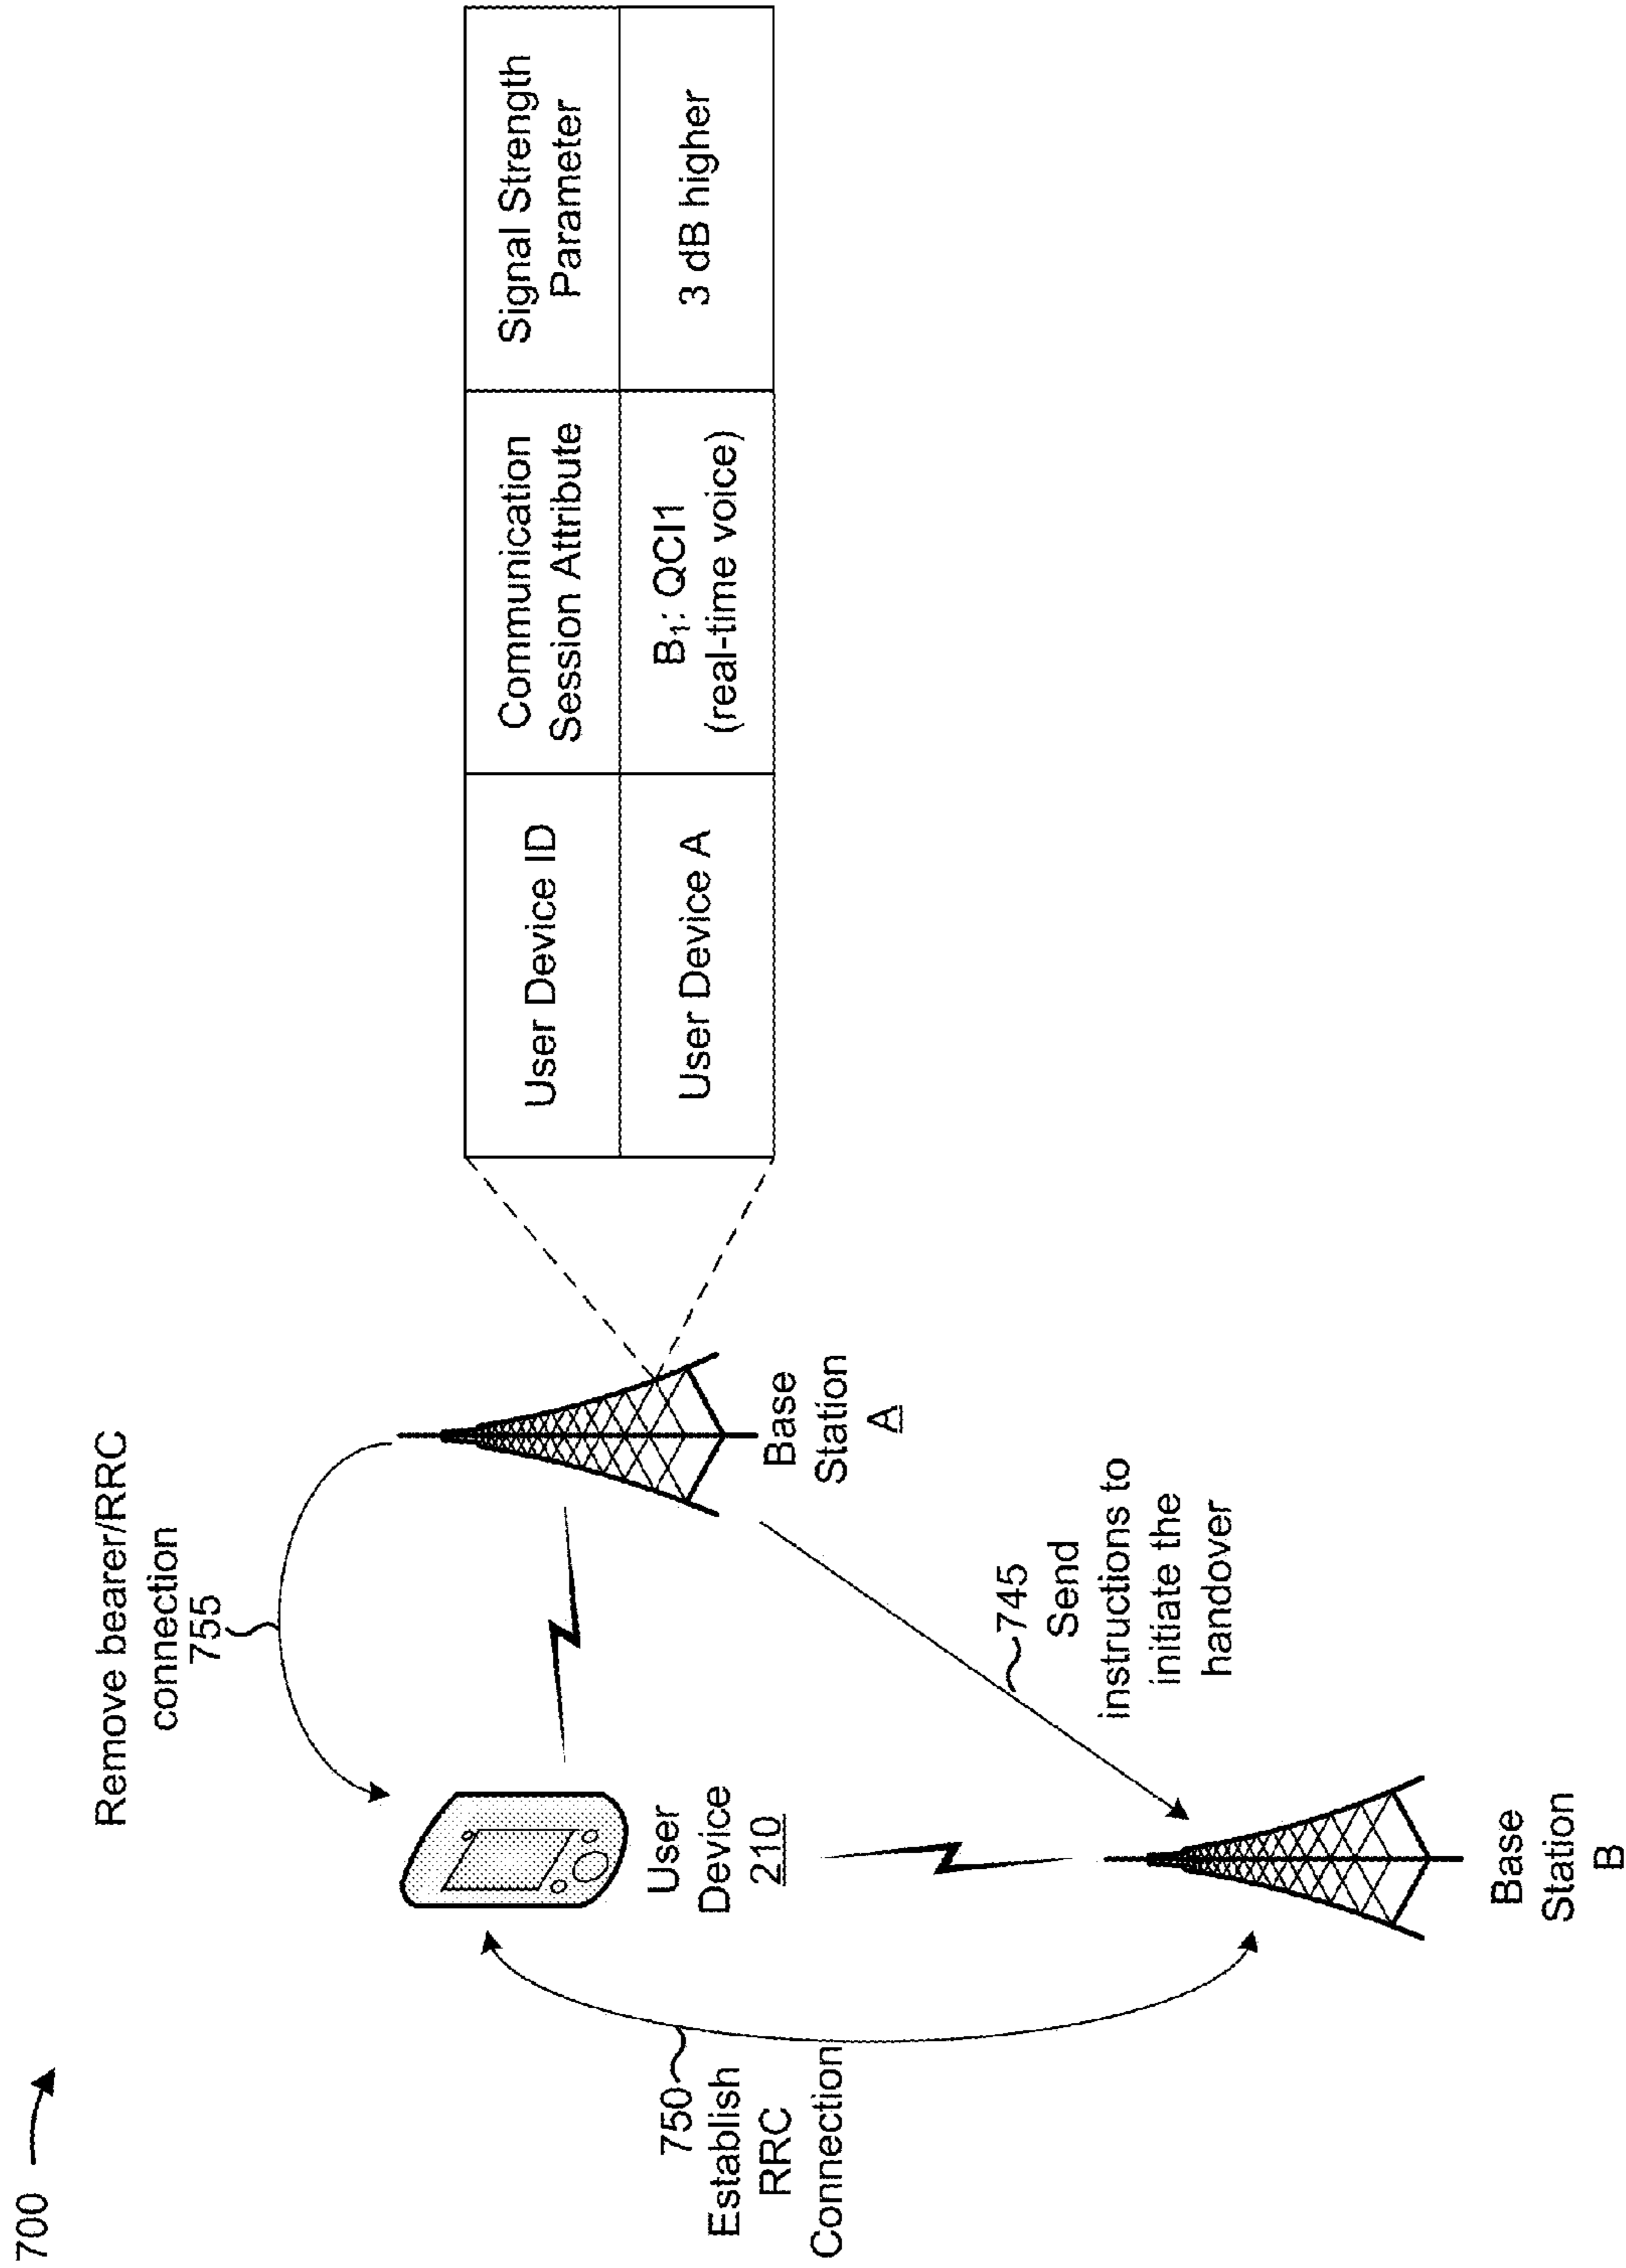 700
Remove bearer/RRC
connection
755
User Device ID
Communication
Session Attribute
Signal Strength
Parameter
User Device A
B₁: QCI1
(real-time voice)
3 dB higher
User
Device
210
Base
Station
A
750
Establish
RRC
Connection
745
Send
instructions to
initiate the
handover
Base
Station
B